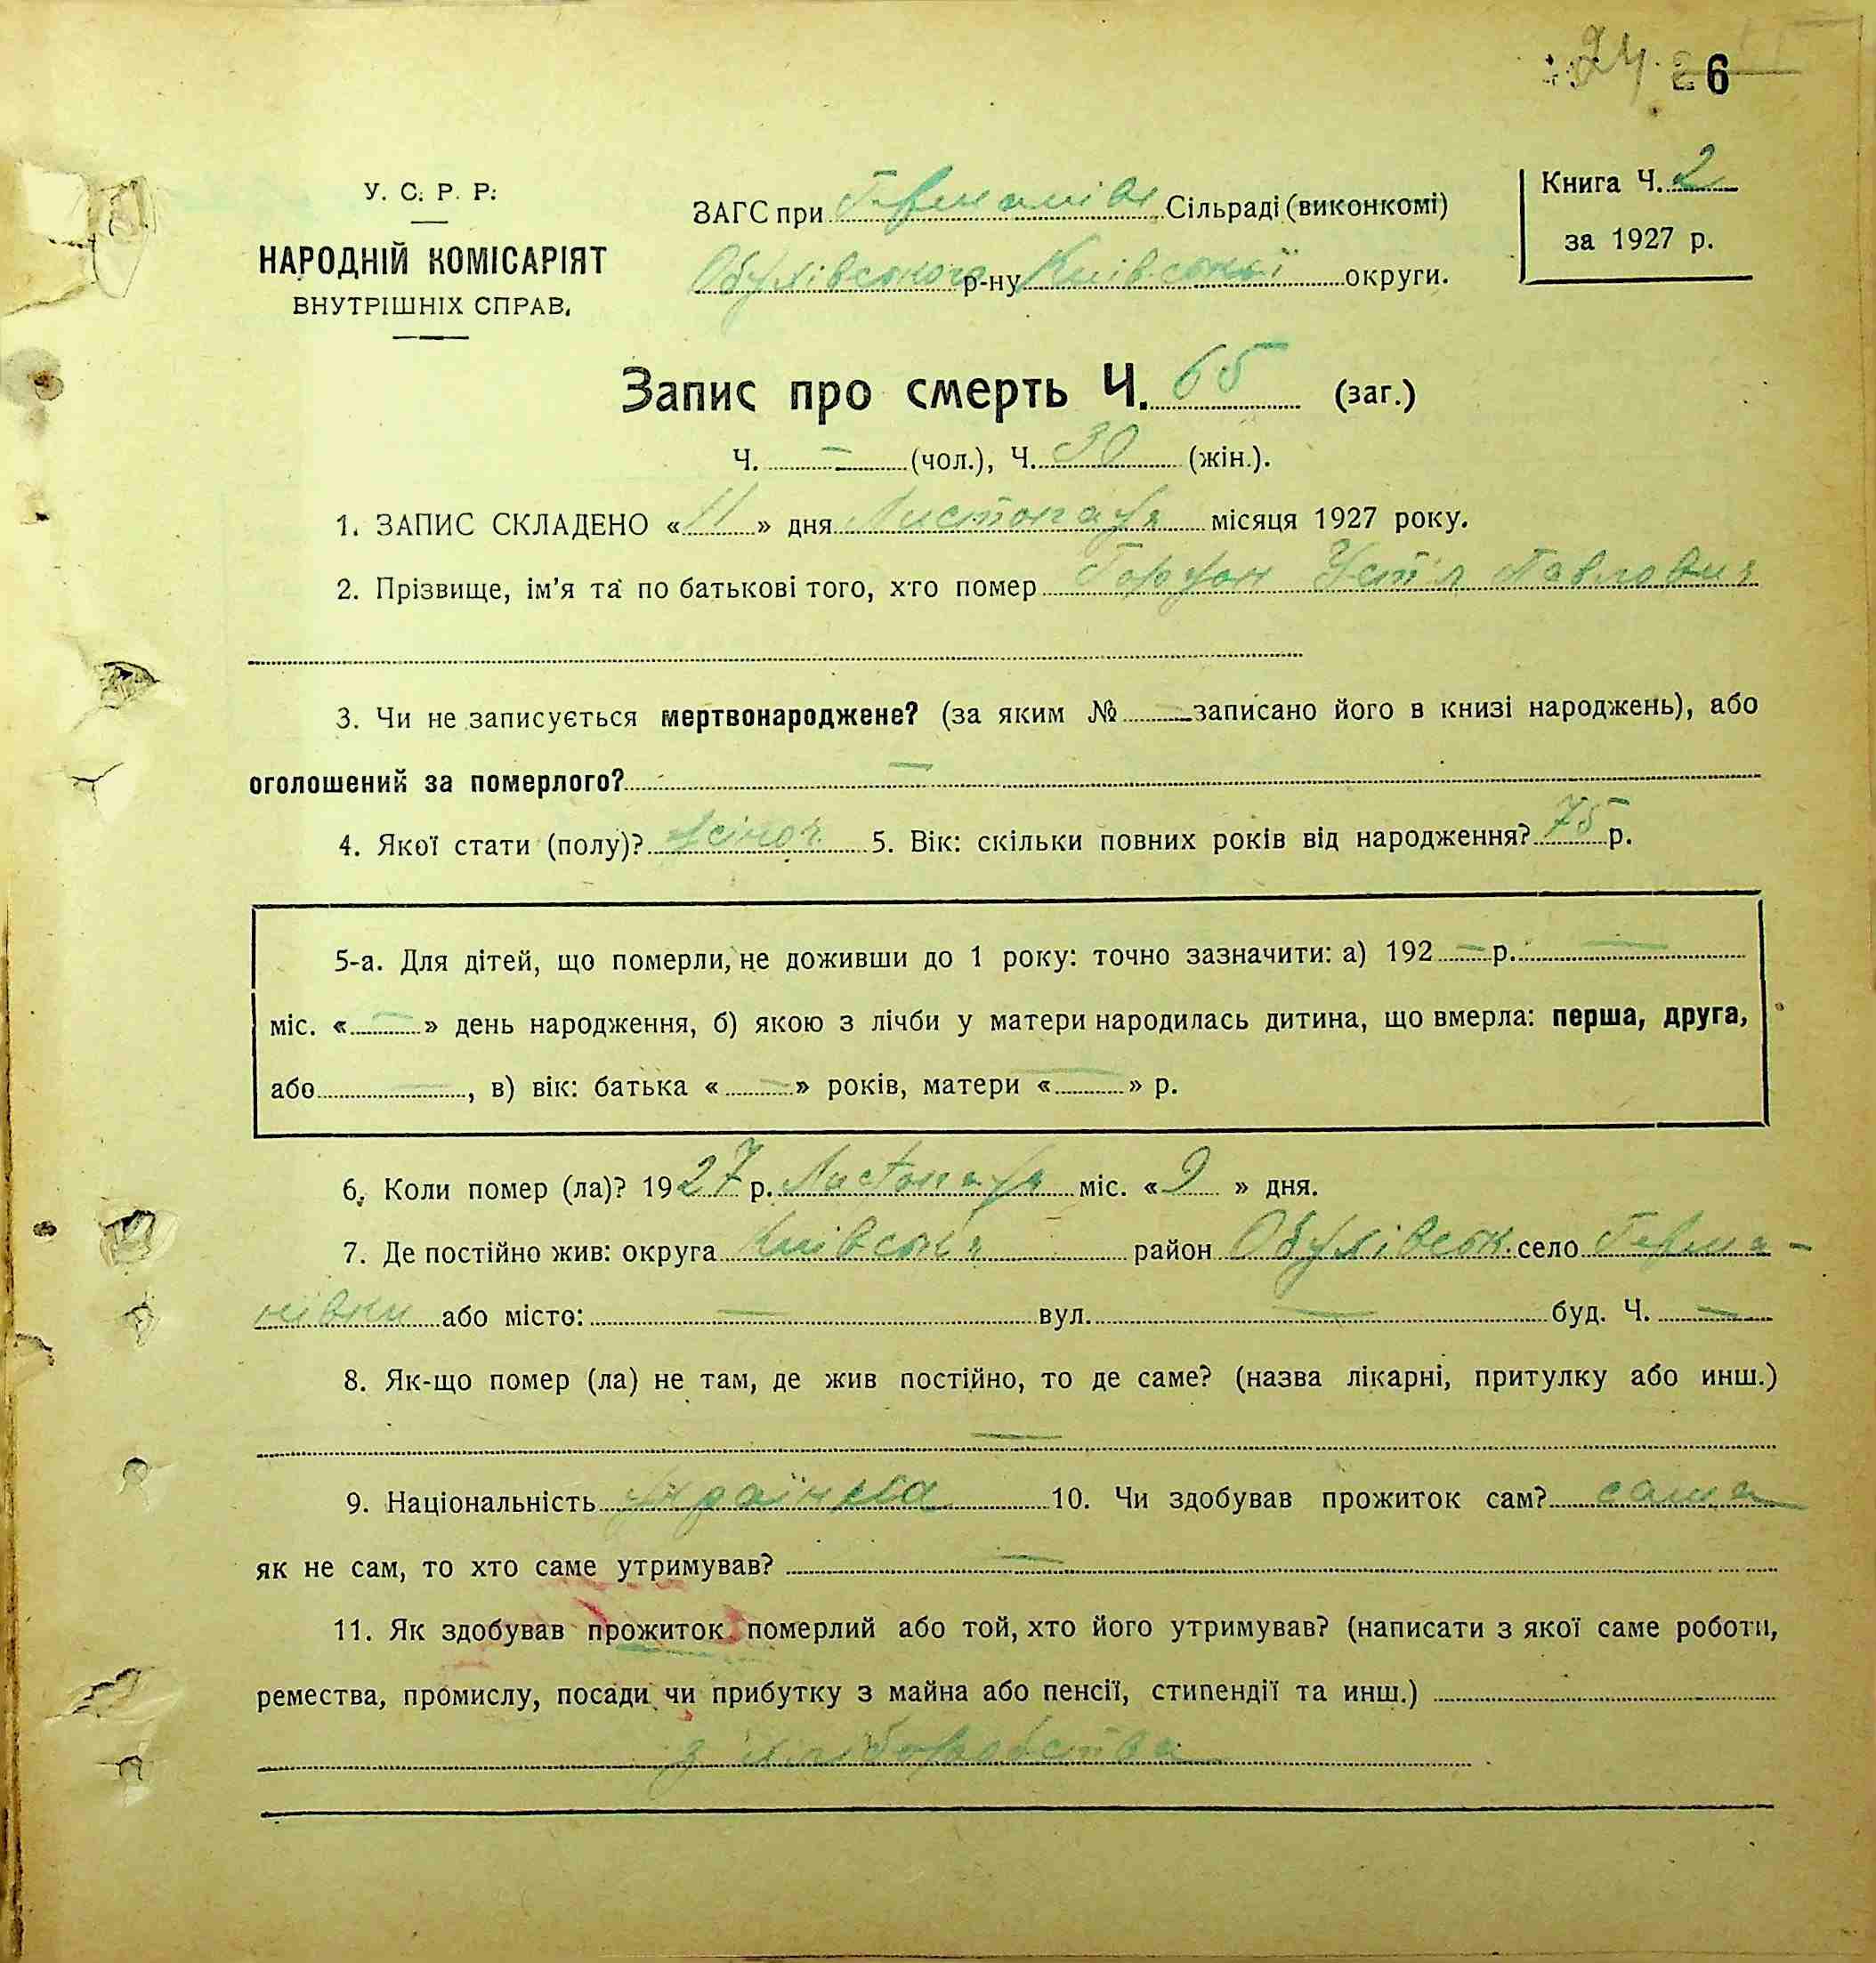 24. 6
У. С. Р. Р.
НАРОДНІЙ КОМІСАРІЯТ
ВНУТРІШНІХ СПРАВ.
ЗАГС при Германівк Сільраді (виконкомі)
Обухівського р-ну Київської округи.
Книга Ч. 2
за 1927 р.
Запис про смерть Ч. 65 (заг.)
Ч. — (чол.), Ч. 30 (жін.).
1. ЗАПИС СКЛАДЕНО «11» дня Листопада місяця 1927 року.
2. Прізвище, ім'я та по батькові того, хто помер Гордон Устя Павловна
3. Чи не записується мертвонароджене? (за яким № — записано його в книзі народжень), або
оголошений за померлого? —
4. Якої стати (полу)? жіноч. 5. Вік: скільки повних років від народження? 75 р.
5-а. Для дітей, що померли, не доживши до 1 року: точно зазначити: а) 192 — р. —
міс. « — » день народження, б) якою з лічби у матери народилась дитина, що вмерла: перша, друга,
або —, в) вік: батька « — » років, матери « — » р.
6. Коли помер (ла)? 1927 р. Листопада міс. «9» дня.
7. Де постійно жив: округа Київська район Обухівськ. село Герма-
нівки або місто: — вул. — буд. Ч. —
8. Як-що помер (ла) не там, де жив постійно, то де саме? (назва лікарні, притулку або инш.)
—
9. Національність Українка 10. Чи здобував прожиток сам? сама
як не сам, то хто саме утримував? —
11. Як здобував прожиток померлий або той, хто його утримував? (написати з якої саме роботи,
ремества, промислу, посади чи прибутку з майна або пенсії, стипендії та инш.)
з хліборобства